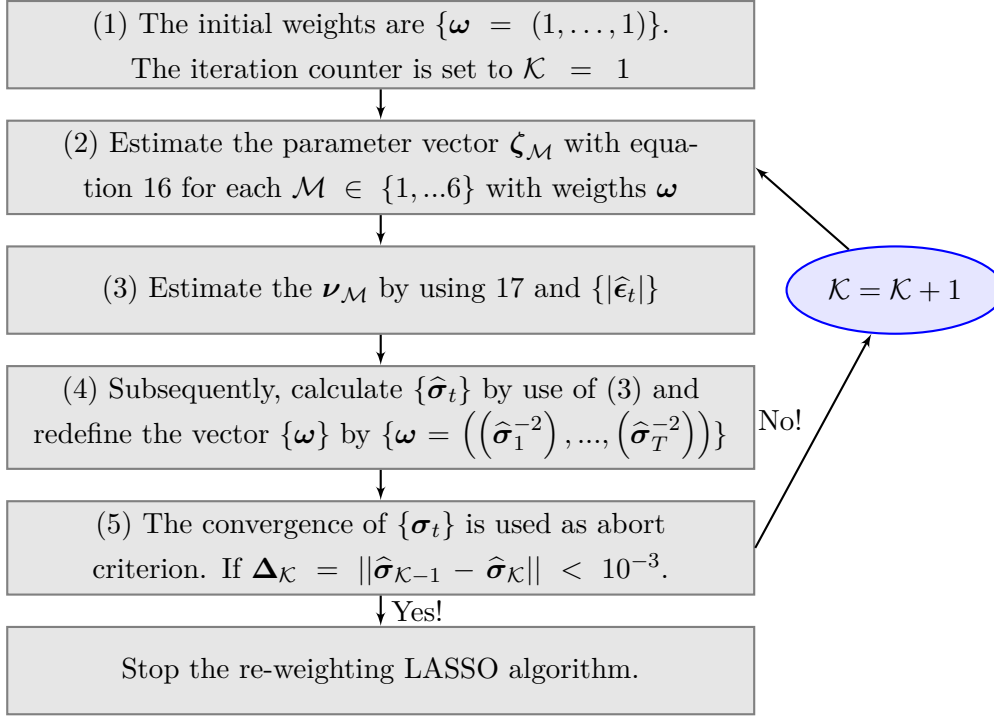 (1) The initial weights are {ω = (1, . . . , 1)}.
The iteration counter is set to 𝒦 = 1
(2) Estimate the parameter vector ζ_ℳ with equa-
tion 16 for each ℳ ∈ {1, ...6} with weigths ω
(3) Estimate the ν_ℳ by using 17 and {|ϵ̂_t|}
𝒦 = 𝒦 + 1
(4) Subsequently, calculate {σ̂_t} by use of (3) and
redefine the vector {ω} by {ω = ((σ̂_1^{-2}) , ..., (σ̂_T^{-2}))}
No!
(5) The convergence of {σ_t} is used as abort
criterion. If Δ_𝒦 = ||σ̂_{𝒦−1} − σ̂_𝒦|| < 10^{−3}.
Yes!
Stop the re-weighting LASSO algorithm.